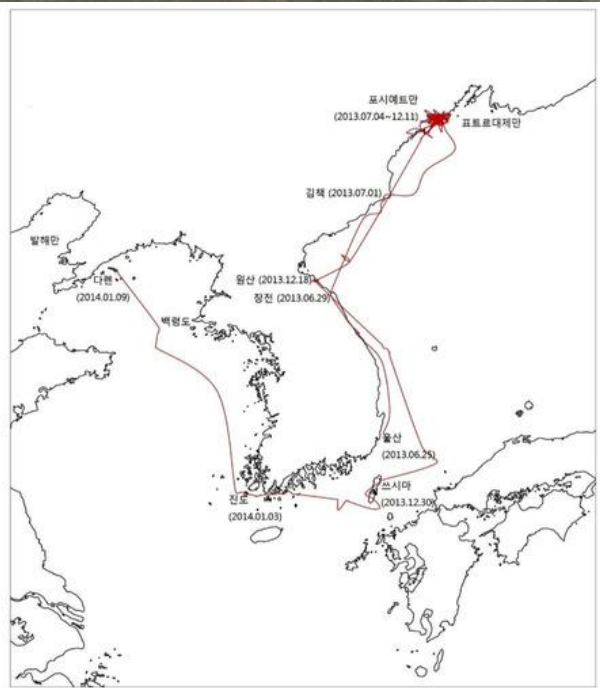 포시예트만
(2013.07.04~12.11)
표트르대제만
김책 (2013.07.01)
발해만
다롄
(2014.01.09)
원산 (2013.12.18)
장전 (2013.06.29)
백령도
울산
(2013.06.25)
쓰시마
(2013.12.30)
진도
(2014.01.03)